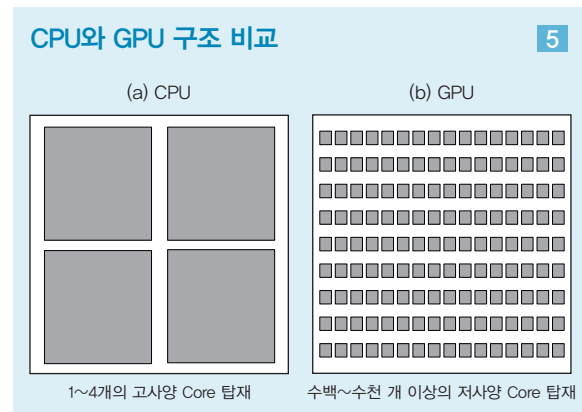 CPU와 GPU 구조 비교
5
(a) CPU
(b) GPU
1~4개의 고사양 Core 탑재
수백~수천 개 이상의 저사양 Core 탑재